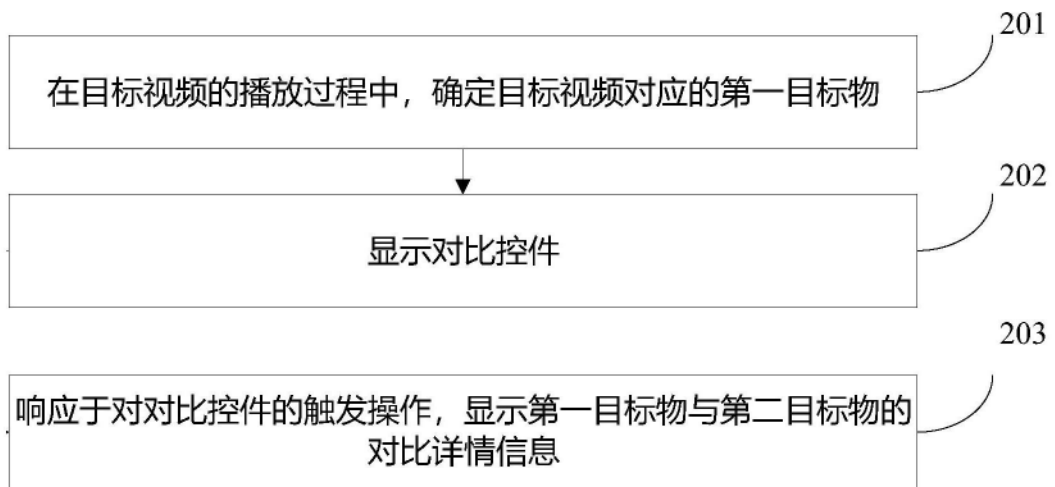 201
在目标视频的播放过程中，确定目标视频对应的第一目标物
202
显示对比控件
203
响应于对对比控件的触发操作，显示第一目标物与第二目标物的
对比详情信息